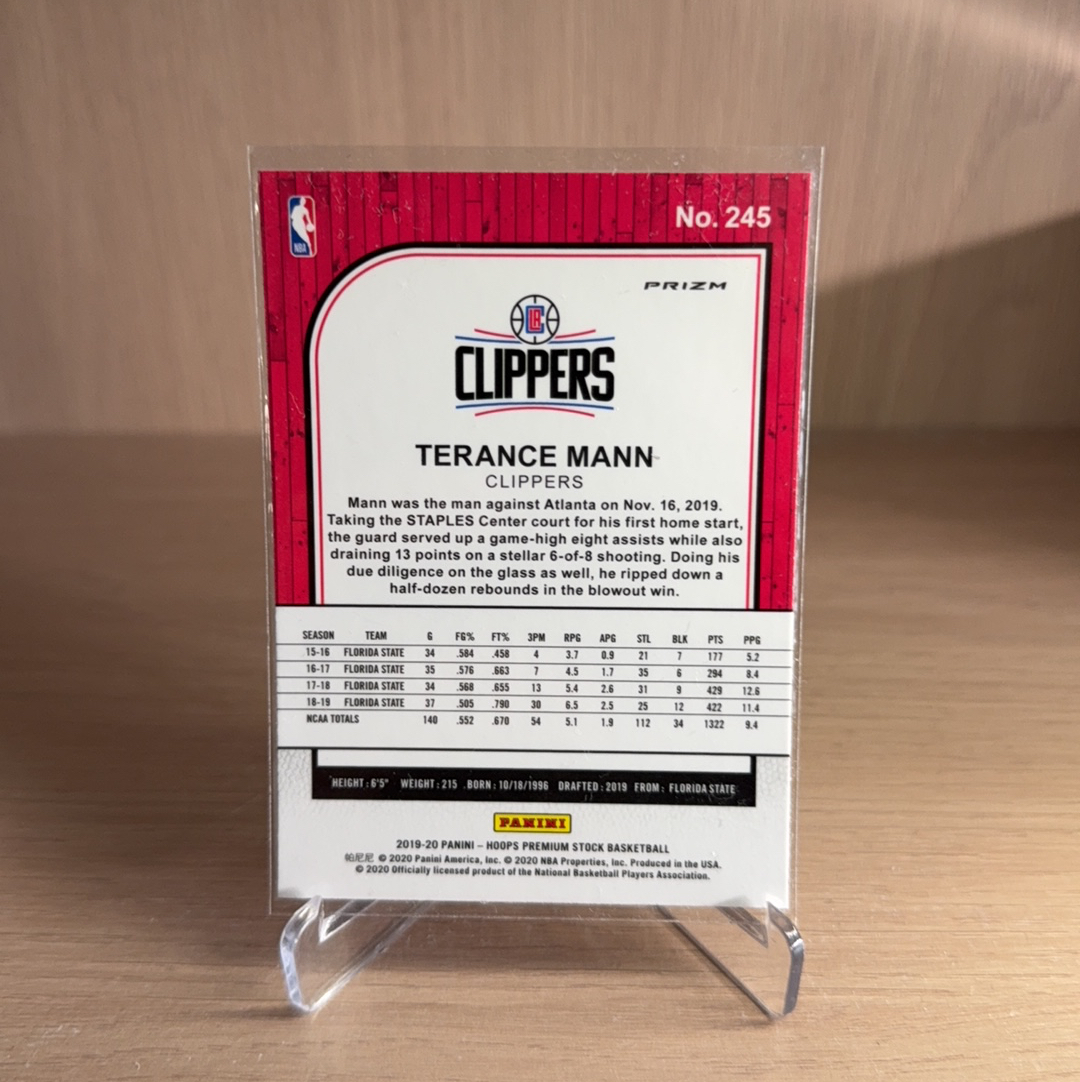 NBA
No. 245
PRIZM
LAC
CLIPPERS
TERANCE MANN
CLIPPERS
Mann was the man against Atlanta on Nov. 16, 2019.
Taking the STAPLES Center court for his first home start,
the guard served up a game-high eight assists while also
draining 13 points on a stellar 6-of-8 shooting. Doing his
due diligence on the glass as well, he ripped down a
half-dozen rebounds in the blowout win.
SEASON TEAM G FG% FT% 3PM RPG APG STL BLK PTS PPG
15-16 FLORIDA STATE 34 .584 .458 4 3.7 0.9 21 7 177 5.2
16-17 FLORIDA STATE 35 .576 .663 7 4.5 1.7 35 6 294 8.4
17-18 FLORIDA STATE 34 .568 .655 13 5.4 2.6 31 9 429 12.6
18-19 FLORIDA STATE 37 .505 .790 30 6.5 2.5 25 12 422 11.4
NCAA TOTALS 140 .552 .670 54 5.1 1.9 112 34 1322 9.4
HEIGHT : 6'5" WEIGHT : 215 BORN : 10/18/1996 DRAFTED : 2019 FROM : FLORIDA STATE
PANINI
2019-20 PANINI – HOOPS PREMIUM STOCK BASKETBALL
帕尼尼 © 2020 Panini America, Inc. © 2020 NBA Properties, Inc. Produced in the USA.
© 2020 Officially licensed product of the National Basketball Players Association.